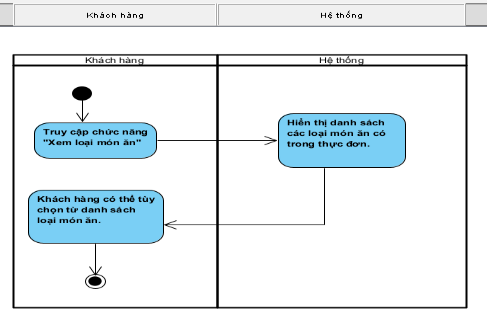 Khách hàng
Hệ thống
Khách hàng
Hệ thống
Truy cập chức năng
"Xem loại món ăn"
Hiển thị danh sách
các loại món ăn có
trong thực đơn.
Khách hàng có thể tùy
chọn từ danh sách
loại món ăn.